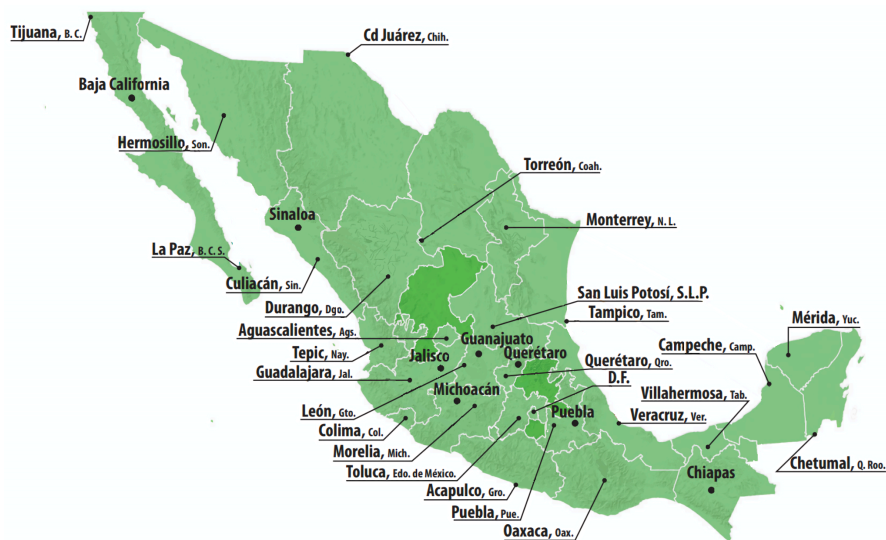 Tijuana, B. C.
Cd Juárez, Chih.
Baja California
Hermosillo, Son.
Torreón, Coah.
Sinaloa
Monterrey, N. L.
La Paz, B. C. S.
Culiacán, Sin.
San Luis Potosí, S.L.P.
Durango, Dgo.
Tampico, Tam.
Mérida, Yuc.
Aguascalientes, Ags.
Guanajuato
Campeche, Camp.
Tepic, Nay.
Jalisco
Querétaro
Querétaro, Qro.
Guadalajara, Jal.
D.F.
Michoacán
Villahermosa, Tab.
León, Gto.
Puebla
Veracruz, Ver.
Colima, Col.
Morelia, Mich.
Chetumal, Q. Roo.
Toluca, Edo. de México.
Chiapas
Acapulco, Gro.
Puebla, Pue.
Oaxaca, Oax.